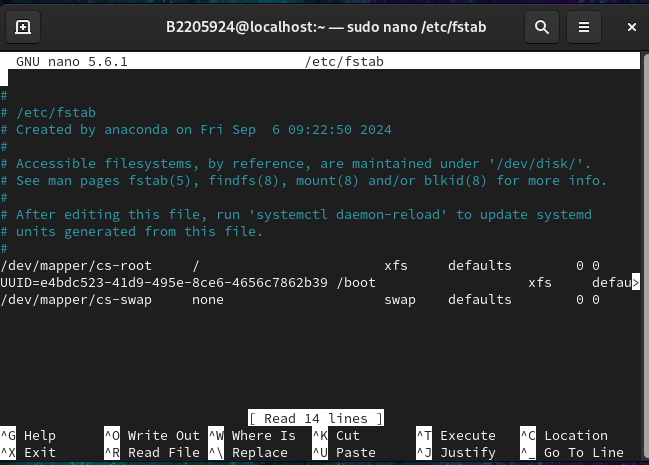 B2205924@localhost:~ — sudo nano /etc/fstab
GNU nano 5.6.1 /etc/fstab
#
# /etc/fstab
# Created by anaconda on Fri Sep  6 09:22:50 2024
#
# Accessible filesystems, by reference, are maintained under '/dev/disk/'.
# See man pages fstab(5), findfs(8), mount(8) and/or blkid(8) for more info.
#
# After editing this file, run 'systemctl daemon-reload' to update systemd
# units generated from this file.
#
/dev/mapper/cs-root     /                       xfs     defaults        0 0
UUID=e4bdc523-41d9-495e-8ce6-4656c7862b39 /boot                   xfs     defau>
/dev/mapper/cs-swap     none                    swap    defaults        0 0
[ Read 14 lines ]
^G Help ^O Write Out ^W Where Is ^K Cut ^T Execute ^C Location
^X Exit ^R Read File ^\ Replace ^U Paste ^J Justify ^_ Go To Line